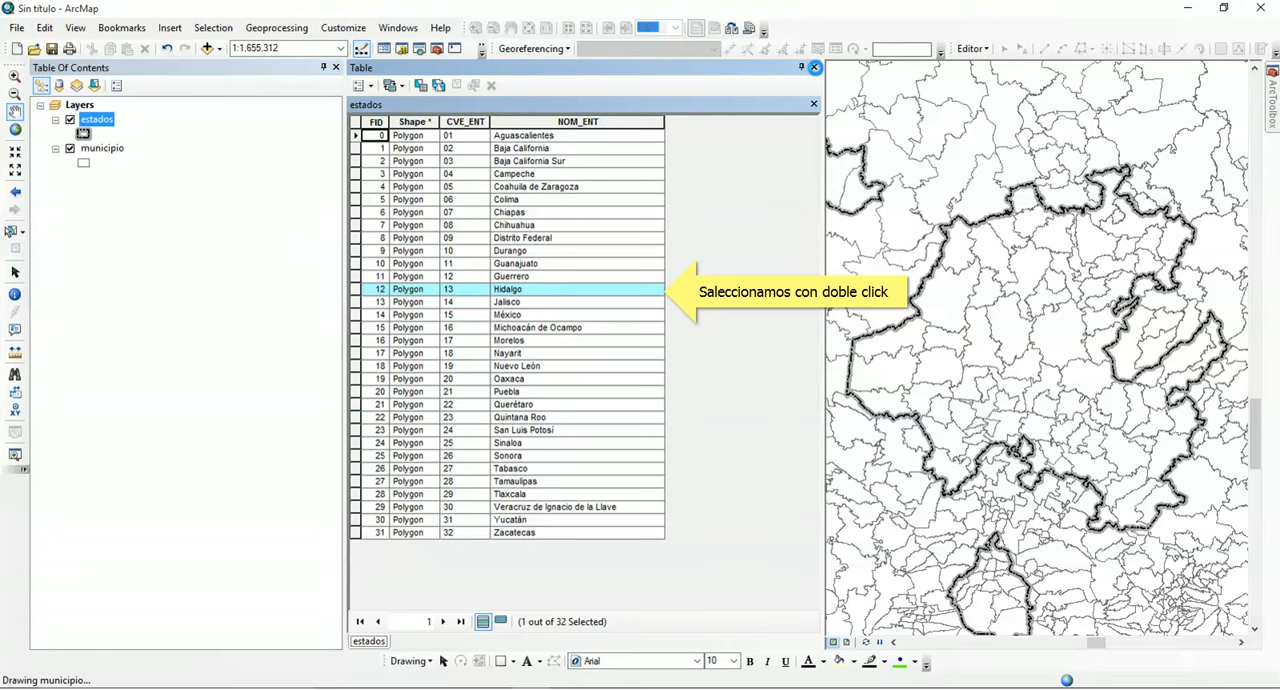 Sin título - ArcMap
File Edit View Bookmarks Insert Selection Geoprocessing Customize Windows Help
1:1,655,312
Georeferencing
Editor
Table Of Contents
Table
Layers
estados
municipio
estados
FID Shape * CVE_ENT NOM_ENT
0 Polygon 01 Aguascalientes
1 Polygon 02 Baja California
2 Polygon 03 Baja California Sur
3 Polygon 04 Campeche
4 Polygon 05 Coahuila de Zaragoza
5 Polygon 06 Colima
6 Polygon 07 Chiapas
7 Polygon 08 Chihuahua
8 Polygon 09 Distrito Federal
9 Polygon 10 Durango
10 Polygon 11 Guanajuato
11 Polygon 12 Guerrero
12 Polygon 13 Hidalgo
13 Polygon 14 Jalisco
14 Polygon 15 México
15 Polygon 16 Michoacán de Ocampo
16 Polygon 17 Morelos
17 Polygon 18 Nayarit
18 Polygon 19 Nuevo León
19 Polygon 20 Oaxaca
20 Polygon 21 Puebla
21 Polygon 22 Querétaro
22 Polygon 23 Quintana Roo
23 Polygon 24 San Luis Potosí
24 Polygon 25 Sinaloa
25 Polygon 26 Sonora
26 Polygon 27 Tabasco
27 Polygon 28 Tamaulipas
28 Polygon 29 Tlaxcala
29 Polygon 30 Veracruz de Ignacio de la Llave
30 Polygon 31 Yucatán
31 Polygon 32 Zacatecas
Saleccionamos con doble click
ArcToolbox
1 (1 out of 32 Selected)
estados
Drawing A Arial 10 B I U A
Drawing municipio...